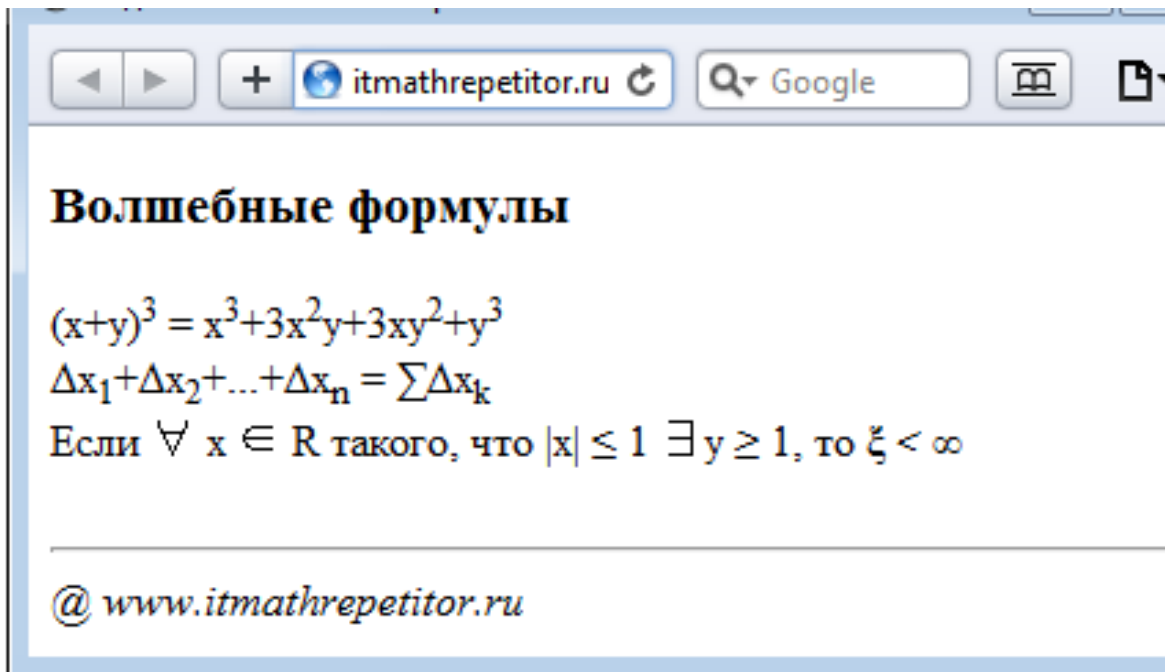 itmathrepetitor.ru Google
Волшебные формулы
(x+y)³ = x³+3x²y+3xy²+y³
Δx₁+Δx₂+...+Δxₙ = ∑Δxₖ
Если ∀ x ∈ R такого, что |x| ≤ 1 ∃ y ≥ 1, то ξ < ∞
@ www.itmathrepetitor.ru